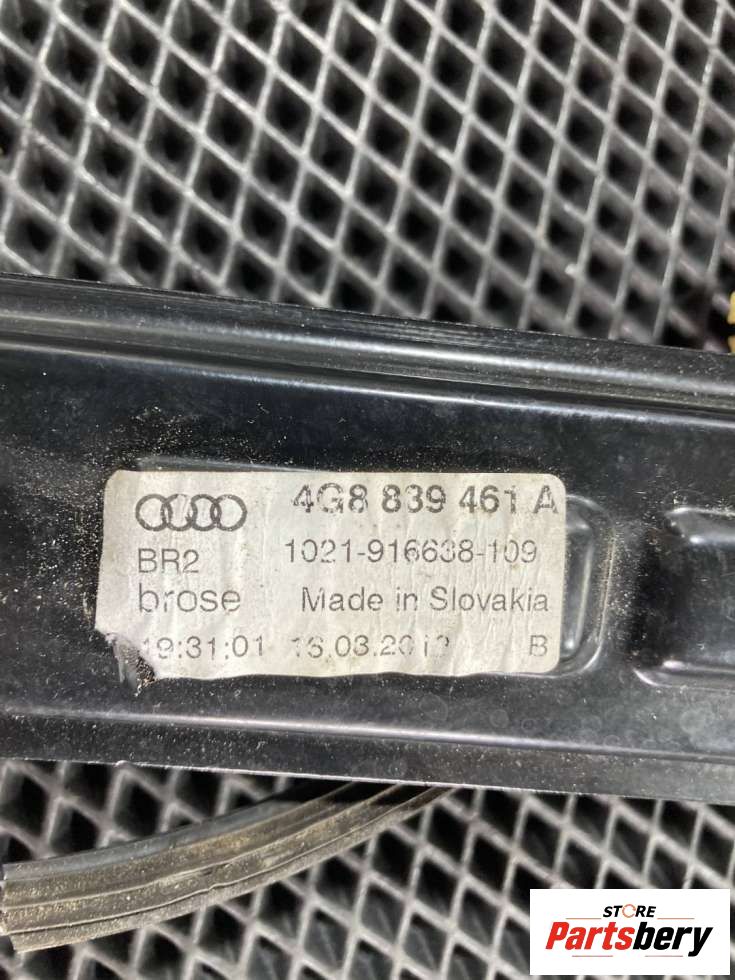 4G8 839 461 A
BR2 1021-916638-109
brose Made in Slovakia
19:31:01 B
STORE
Partsbery